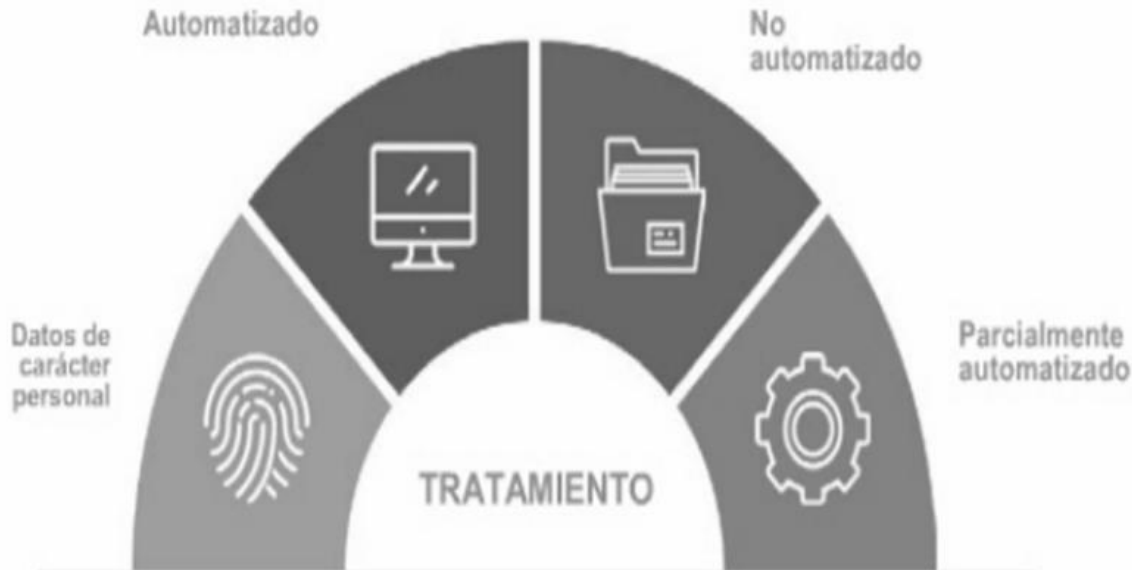 Automatizado
No
automatizado
Datos de
carácter
personal
Parcialmente
automatizado
TRATAMIENTO